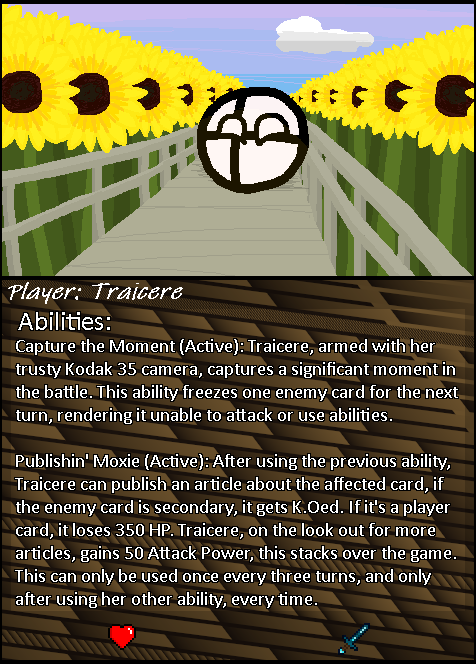 Player: Traicere
Abilities:
Capture the Moment (Active): Traicere, armed with her
trusty Kodak 35 camera, captures a significant moment in
the battle. This ability freezes one enemy card for the next
turn, rendering it unable to attack or use abilities.
Publishin' Moxie (Active): After using the previous ability,
Traicere can publish an article about the affected card, if
the enemy card is secondary, it gets K.Oed. If it's a player
card, it loses 350 HP. Traicere, on the look out for more
articles, gains 50 Attack Power, this stacks over the game.
This can only be used once every three turns, and only
after using her other ability, every time.